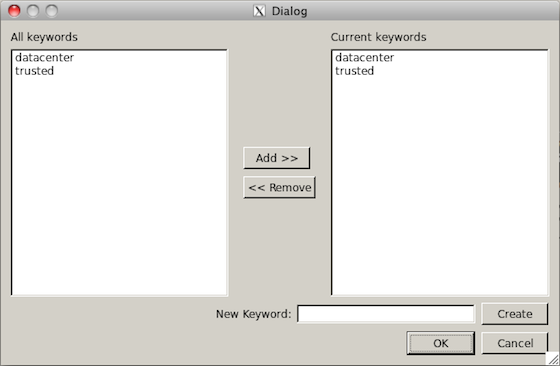 Dialog
All keywords
datacenter
trusted
Add >>
<< Remove
Current keywords
datacenter
trusted
New Keyword:
Create
OK
Cancel